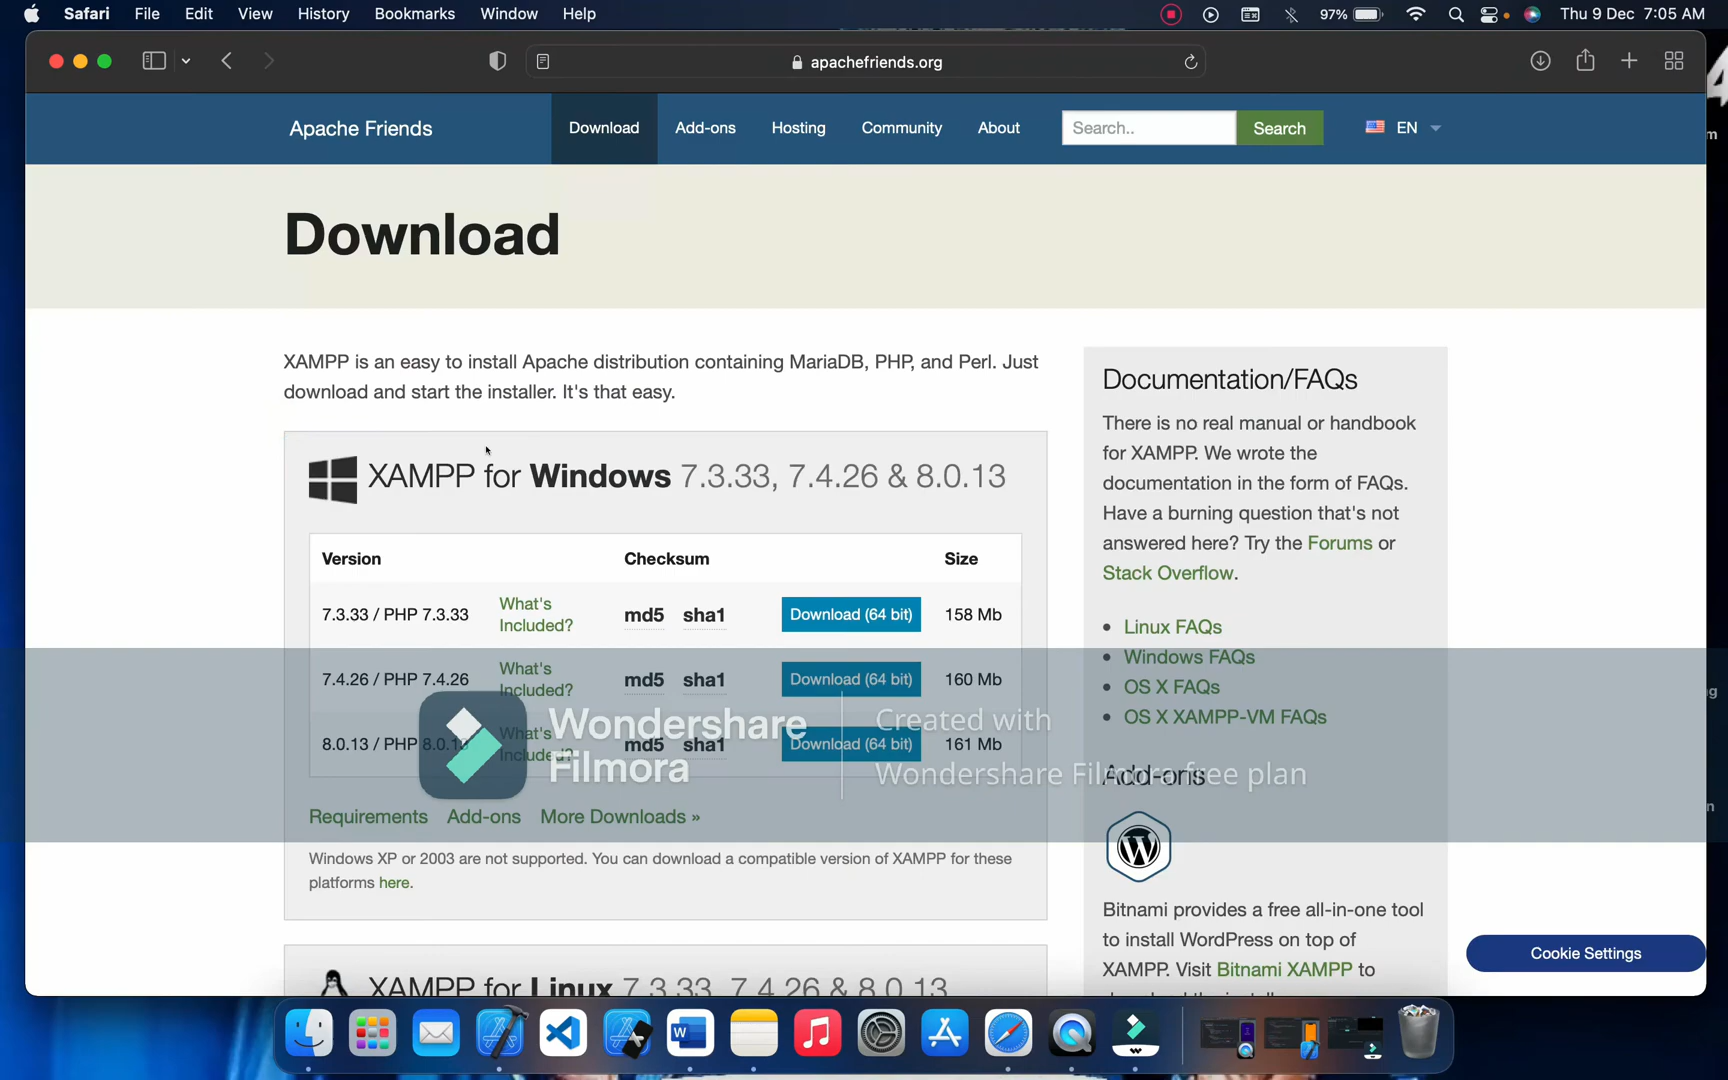 Safari File Edit View History Bookmarks Window Help 97% Thu 9 Dec 7:05 AM
apachefriends.org
Apache Friends Download Add-ons Hosting Community About Search.. Search EN
Download
XAMPP is an easy to install Apache distribution containing MariaDB, PHP, and Perl. Just
download and start the installer. It's that easy.
XAMPP for Windows 7.3.33, 7.4.26 & 8.0.13
Version Checksum Size
7.3.33 / PHP 7.3.33 What's Included? md5 sha1 Download (64 bit) 158 Mb
7.4.26 / PHP 7.4.26 What's Included? md5 sha1 Download (64 bit) 160 Mb
8.0.13 / PHP 8.0.13 What's Included? md5 sha1 Download (64 bit) 161 Mb
Requirements Add-ons More Downloads »
Windows XP or 2003 are not supported. You can download a compatible version of XAMPP for these
platforms here.
XAMPP for Linux 7.3.33, 7.4.26 & 8.0.13
Documentation/FAQs
There is no real manual or handbook
for XAMPP. We wrote the
documentation in the form of FAQs.
Have a burning question that's not
answered here? Try the Forums or
Stack Overflow.
Linux FAQs
Windows FAQs
OS X FAQs
OS X XAMPP-VM FAQs
Add-ons
Bitnami provides a free all-in-one tool
to install WordPress on top of
XAMPP. Visit Bitnami XAMPP to
Cookie Settings
Wondershare
Filmora
Created with
Wondershare Filmora free plan